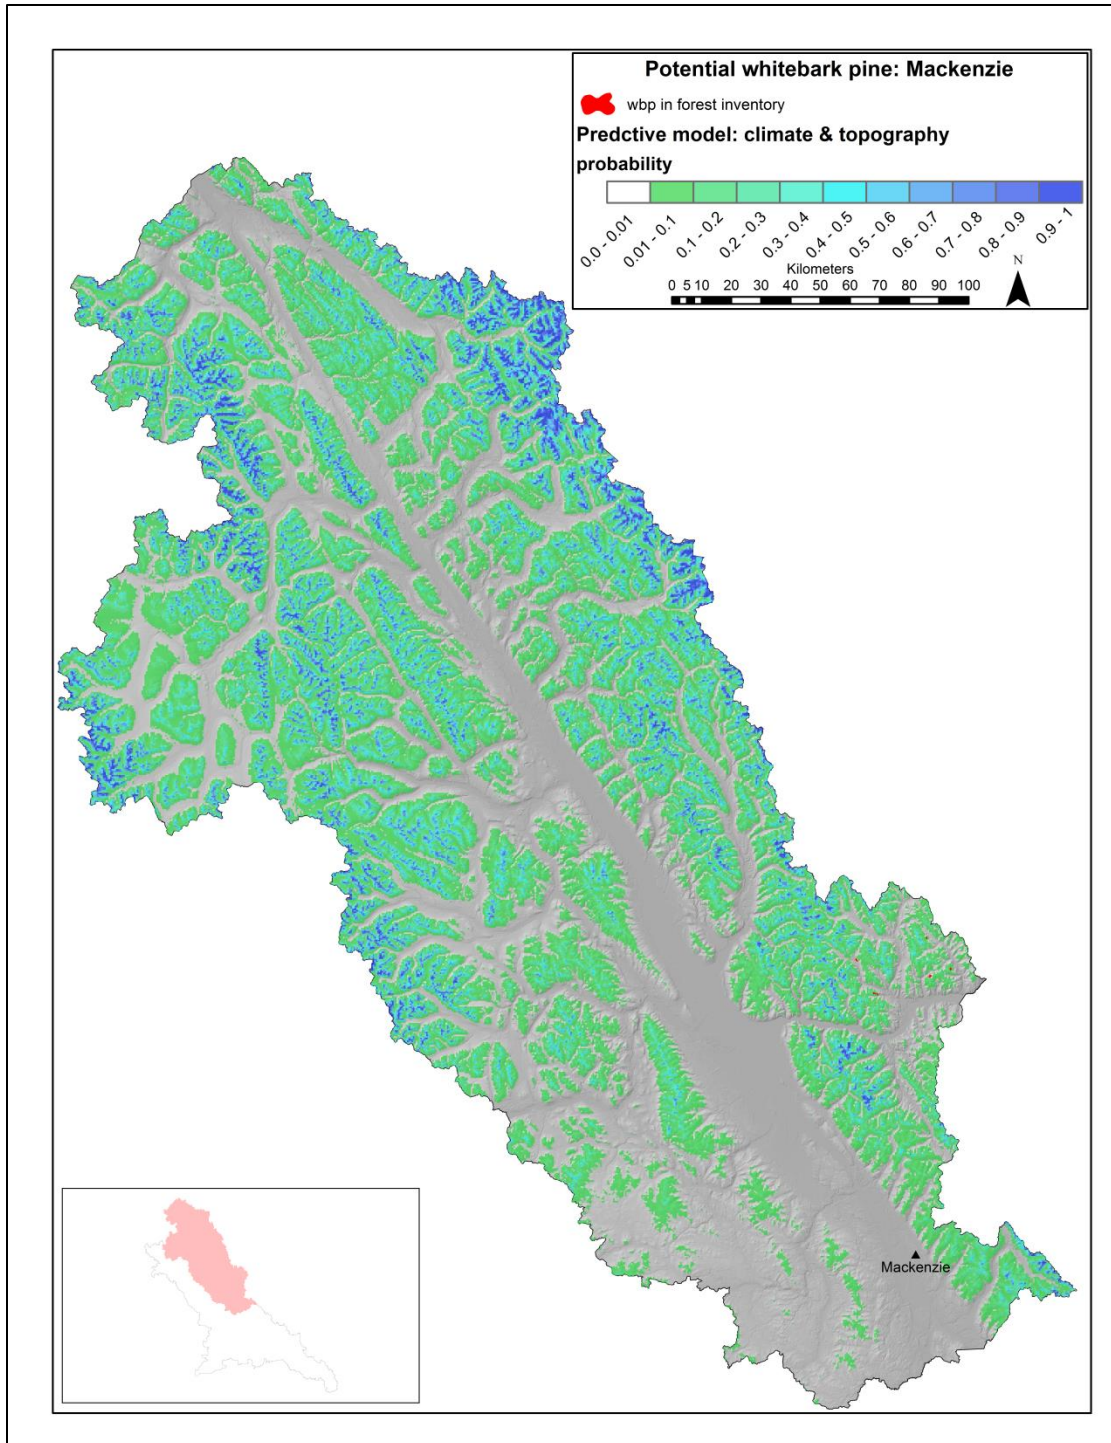 Potential whitebark pine: Mackenzie
wbp in forest inventory
Predctive model: climate & topography
probability
0.0 - 0.01 0.01 - 0.1 0.1 - 0.2 0.2 - 0.3 0.3 - 0.4 0.4 - 0.5 0.5 - 0.6 0.6 - 0.7 0.7 - 0.8 0.8 - 0.9 0.9 - 1
Kilometers
N
0 5 10 20 30 40 50 60 70 80 90 100
Mackenzie